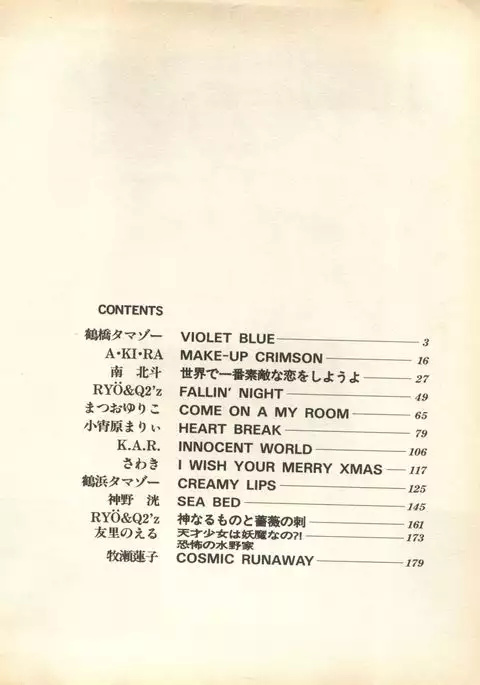 CONTENTS
鶴橋タマゾー VIOLET BLUE 3
A・KI・RA MAKE-UP CRIMSON 16
南 北斗 世界で一番素敵な恋をしようよ 27
RYÖ&Q2'z FALLIN' NIGHT 49
まつおゆりこ COME ON A MY ROOM 65
小宵原まりぃ HEART BREAK 79
K.A.R. INNOCENT WORLD 106
さわき I WISH YOUR MERRY XMAS 117
鶴浜タマゾー CREAMY LIPS 125
神野 洸 SEA BED 145
RYÖ&Q2'z 神なるものと薔薇の刺 161
友里のえる 天才少女は妖魔なの?! 173
恐怖の水野家
牧瀬蓮子 COSMIC RUNAWAY 179